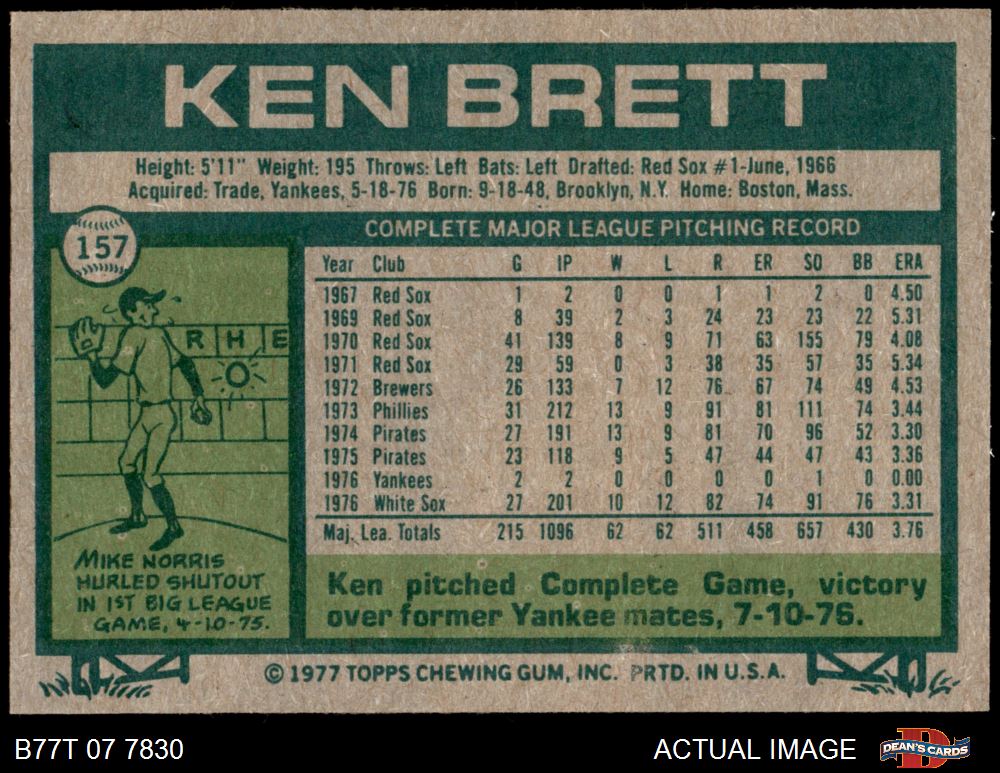 KEN BRETT
Height: 5'11" Weight: 195 Throws: Left Bats: Left Drafted: Red Sox #1-June, 1966
Acquired: Trade, Yankees, 5-18-76 Born: 9-18-48, Brooklyn, N.Y. Home: Boston, Mass.
157
COMPLETE MAJOR LEAGUE PITCHING RECORD
Year Club G IP W L R ER SO BB ERA
1967 Red Sox 1 2 0 0 1 1 2 0 4.50
1969 Red Sox 8 39 2 3 24 23 23 22 5.31
1970 Red Sox 41 139 8 9 71 63 155 79 4.08
1971 Red Sox 29 59 0 3 38 35 57 35 5.34
1972 Brewers 26 133 7 12 76 67 74 49 4.53
1973 Phillies 31 212 13 9 91 81 111 74 3.44
1974 Pirates 27 191 13 9 81 70 96 52 3.30
1975 Pirates 23 118 9 5 47 44 47 43 3.36
1976 Yankees 2 2 0 0 0 0 1 0 0.00
1976 White Sox 27 201 10 12 82 74 91 76 3.31
Maj. Lea. Totals 215 1096 62 62 511 458 657 430 3.76
R H E
O
MIKE NORRIS
HURLED SHUTOUT
IN 1ST BIG LEAGUE
GAME, 4-10-75.
Ken pitched Complete Game, victory
over former Yankee mates, 7-10-76.
© 1977 TOPPS CHEWING GUM, INC. PRTD. IN U.S.A.
B77T 07 7830
ACTUAL IMAGE
DEAN'S CARDS